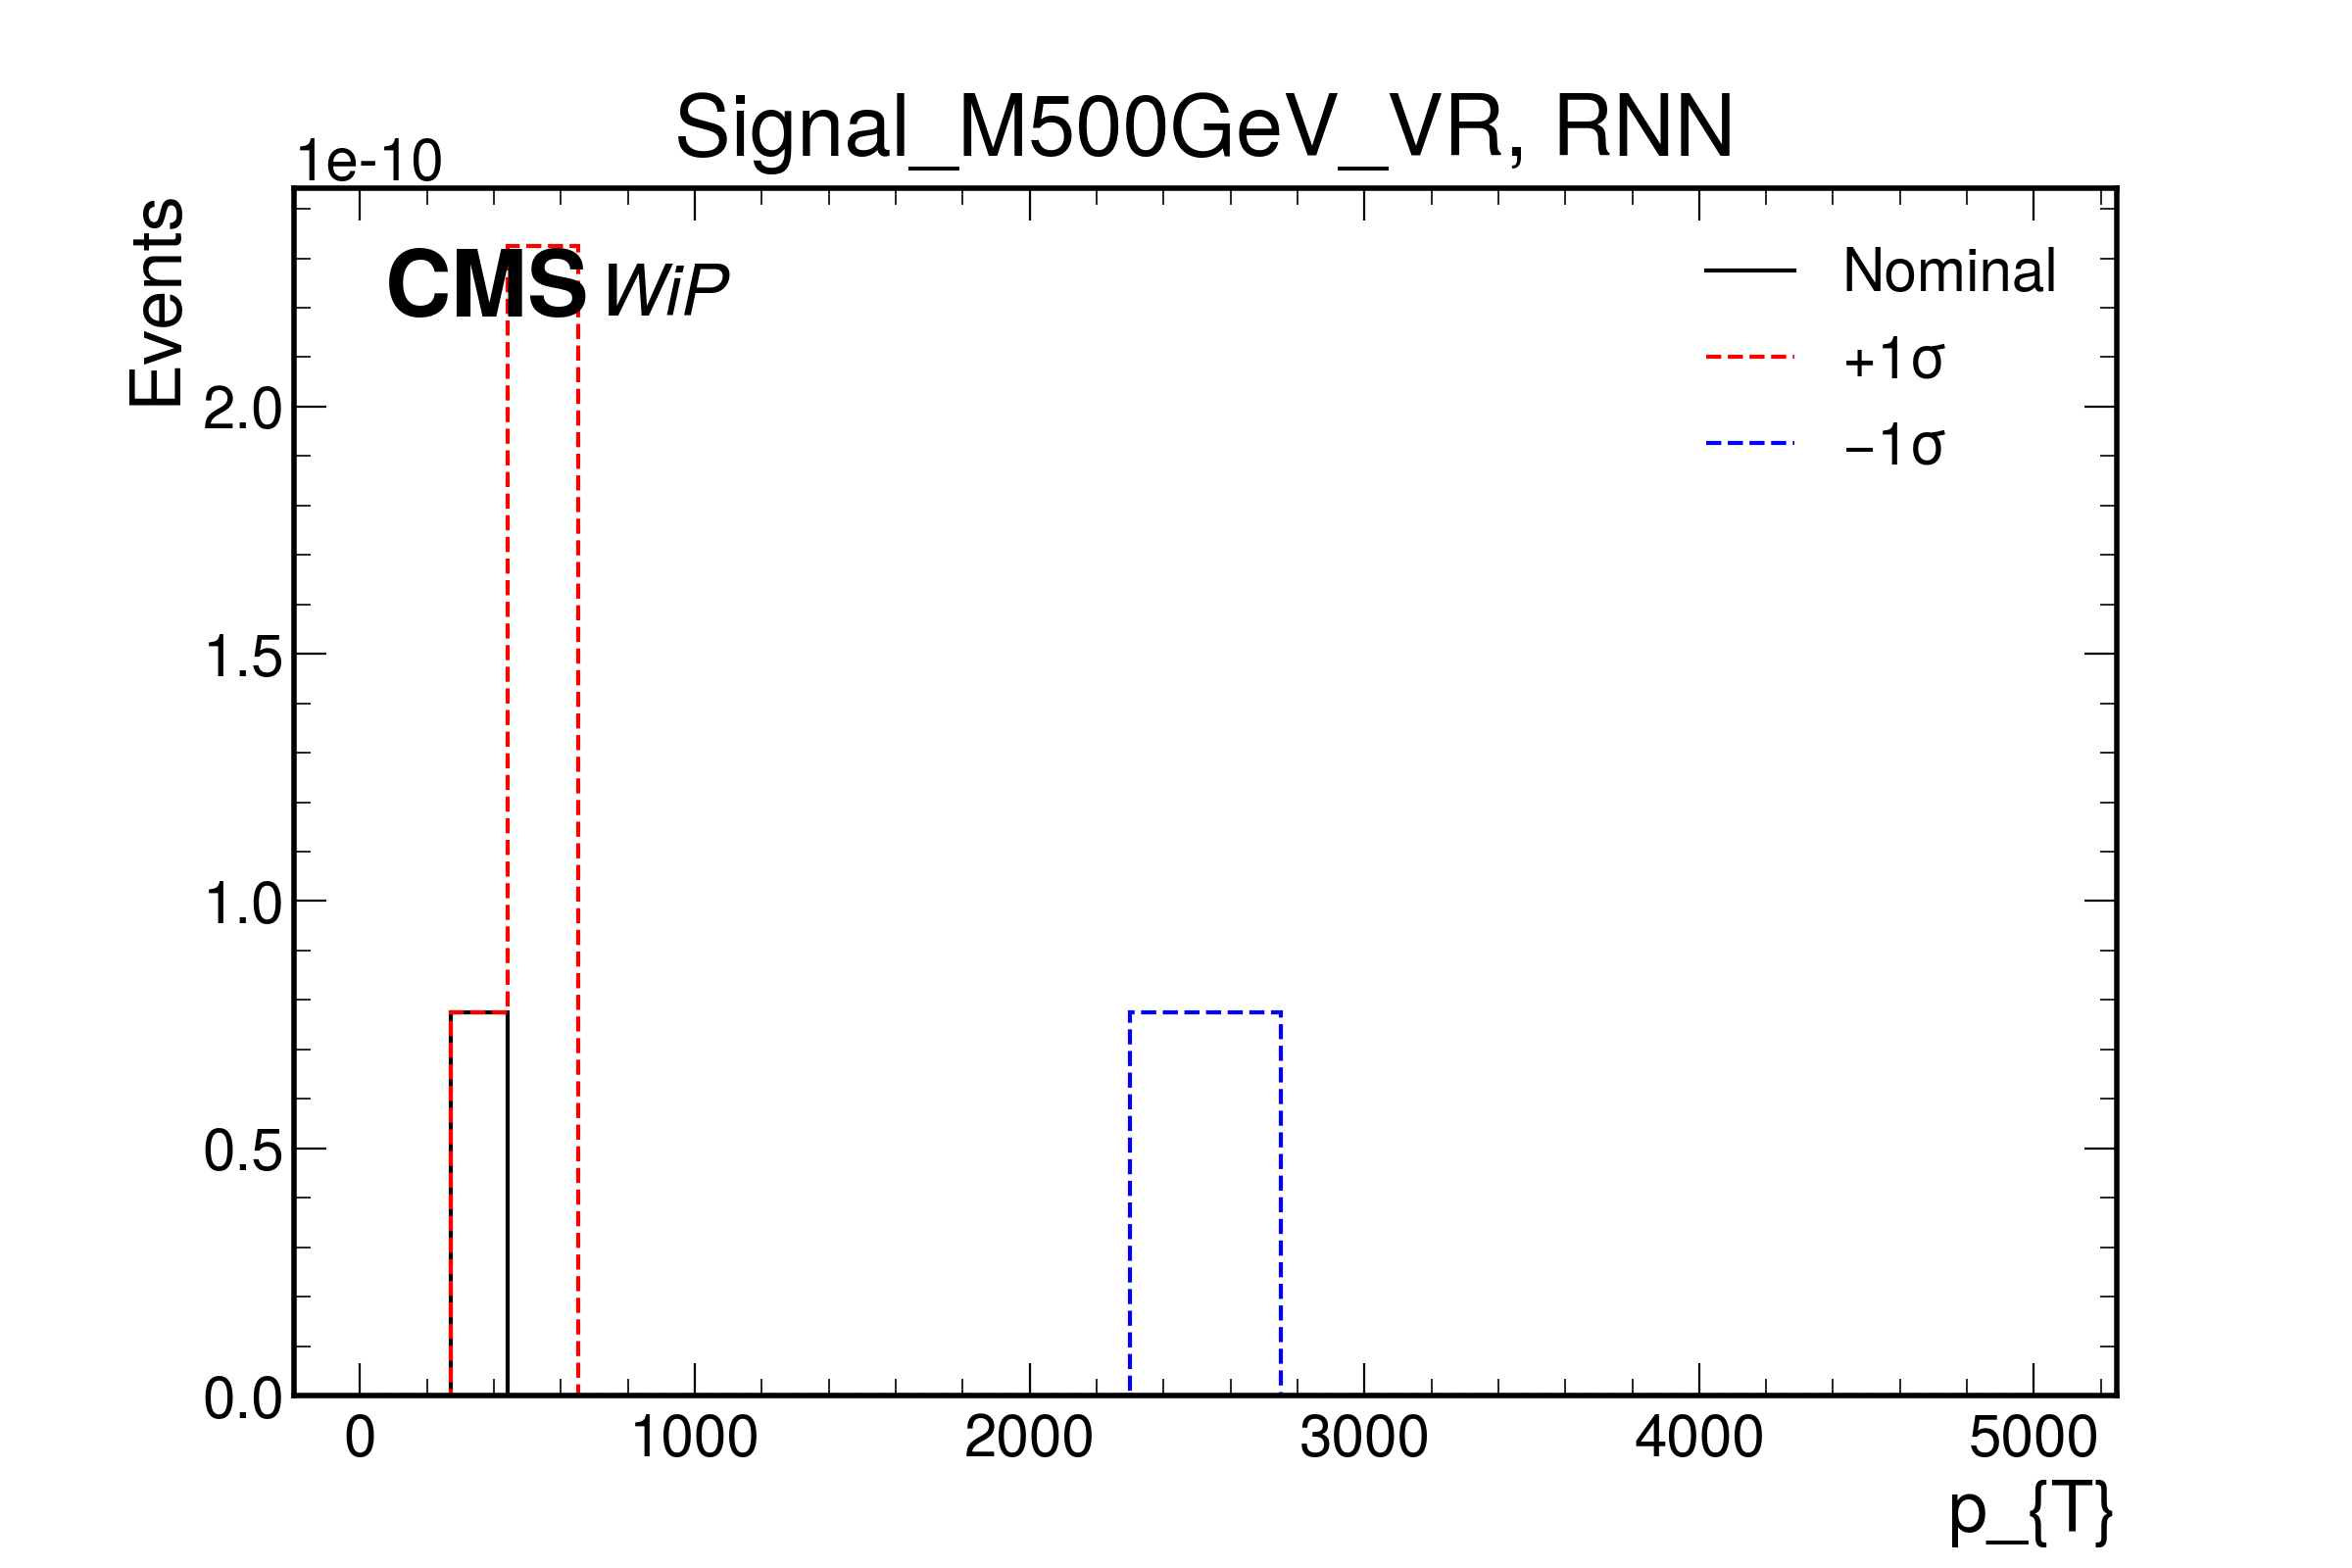 Signal_M500GeV_VR, RNN
1e-10
Events
CMS WiP
Nominal
+1σ
−1σ
2.0
1.5
1.0
0.5
0.0
0 1000 2000 3000 4000 5000
p_{T}